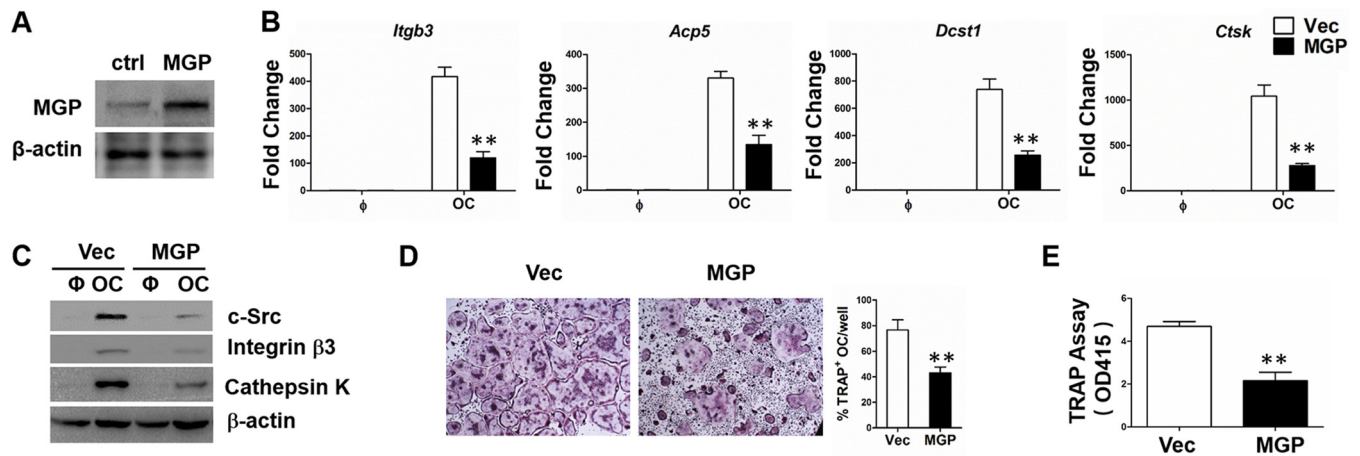 A
ctrl MGP
MGP
β-actin
B
Itgb3
Fold Change
500
400
300
200
100
0
ϕ OC
**
Acp5
Fold Change
400
300
200
100
0
ϕ OC
**
Dcst1
Fold Change
1000
800
600
400
200
0
ϕ OC
**
Ctsk
Fold Change
1500
1000
500
0
ϕ OC
**
Vec
MGP
C
Vec MGP
Φ OC Φ OC
c-Src
Integrin β3
Cathepsin K
β-actin
D
Vec
MGP
% TRAP+ OC/well
100
80
60
40
20
0
**
Vec MGP
E
TRAP Assay
( OD415 )
6
4
2
0
**
Vec MGP